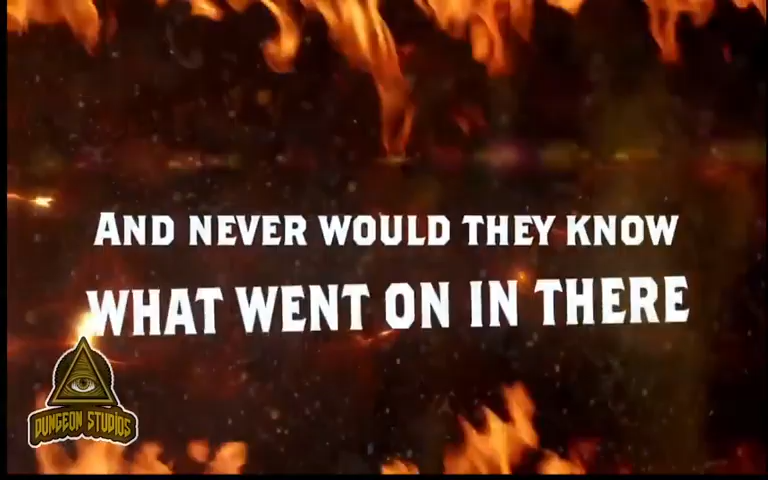 AND NEVER WOULD THEY KNOW
WHAT WENT ON IN THERE
DUNGEON STUDIOS